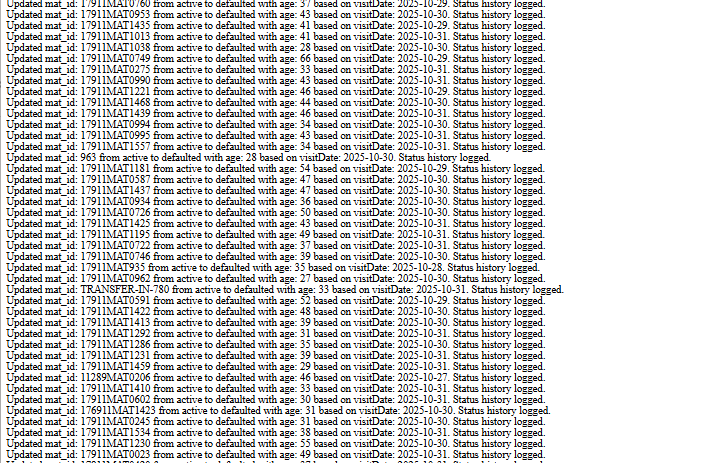 Updated mat_id: 17911MAT0760 from active to defaulted with age: 37 based on visitDate: 2025-10-29. Status history logged.
Updated mat_id: 17911MAT0953 from active to defaulted with age: 43 based on visitDate: 2025-10-30. Status history logged.
Updated mat_id: 17911MAT1435 from active to defaulted with age: 41 based on visitDate: 2025-10-29. Status history logged.
Updated mat_id: 17911MAT1013 from active to defaulted with age: 41 based on visitDate: 2025-10-31. Status history logged.
Updated mat_id: 17911MAT1038 from active to defaulted with age: 28 based on visitDate: 2025-10-30. Status history logged.
Updated mat_id: 17911MAT0749 from active to defaulted with age: 66 based on visitDate: 2025-10-29. Status history logged.
Updated mat_id: 17911MAT0275 from active to defaulted with age: 33 based on visitDate: 2025-10-31. Status history logged.
Updated mat_id: 17911MAT0990 from active to defaulted with age: 43 based on visitDate: 2025-10-31. Status history logged.
Updated mat_id: 17911MAT1221 from active to defaulted with age: 46 based on visitDate: 2025-10-29. Status history logged.
Updated mat_id: 17911MAT1468 from active to defaulted with age: 44 based on visitDate: 2025-10-30. Status history logged.
Updated mat_id: 17911MAT1439 from active to defaulted with age: 46 based on visitDate: 2025-10-31. Status history logged.
Updated mat_id: 17911MAT0994 from active to defaulted with age: 34 based on visitDate: 2025-10-30. Status history logged.
Updated mat_id: 17911MAT0995 from active to defaulted with age: 43 based on visitDate: 2025-10-31. Status history logged.
Updated mat_id: 17911MAT1557 from active to defaulted with age: 34 based on visitDate: 2025-10-31. Status history logged.
Updated mat_id: 963 from active to defaulted with age: 28 based on visitDate: 2025-10-30. Status history logged.
Updated mat_id: 17911MAT1181 from active to defaulted with age: 54 based on visitDate: 2025-10-29. Status history logged.
Updated mat_id: 17911MAT0587 from active to defaulted with age: 47 based on visitDate: 2025-10-30. Status history logged.
Updated mat_id: 17911MAT1437 from active to defaulted with age: 47 based on visitDate: 2025-10-30. Status history logged.
Updated mat_id: 17911MAT0934 from active to defaulted with age: 36 based on visitDate: 2025-10-30. Status history logged.
Updated mat_id: 17911MAT0726 from active to defaulted with age: 50 based on visitDate: 2025-10-30. Status history logged.
Updated mat_id: 17911MAT1425 from active to defaulted with age: 43 based on visitDate: 2025-10-31. Status history logged.
Updated mat_id: 17911MAT1195 from active to defaulted with age: 49 based on visitDate: 2025-10-31. Status history logged.
Updated mat_id: 17911MAT0722 from active to defaulted with age: 37 based on visitDate: 2025-10-31. Status history logged.
Updated mat_id: 17911MAT0746 from active to defaulted with age: 39 based on visitDate: 2025-10-30. Status history logged.
Updated mat_id: 17911MAT935 from active to defaulted with age: 35 based on visitDate: 2025-10-28. Status history logged.
Updated mat_id: 17911MAT0962 from active to defaulted with age: 27 based on visitDate: 2025-10-30. Status history logged.
Updated mat_id: TRANSFER-IN-780 from active to defaulted with age: 33 based on visitDate: 2025-10-31. Status history logged.
Updated mat_id: 17911MAT0591 from active to defaulted with age: 52 based on visitDate: 2025-10-29. Status history logged.
Updated mat_id: 17911MAT1422 from active to defaulted with age: 48 based on visitDate: 2025-10-30. Status history logged.
Updated mat_id: 17911MAT1413 from active to defaulted with age: 39 based on visitDate: 2025-10-30. Status history logged.
Updated mat_id: 17911MAT1292 from active to defaulted with age: 31 based on visitDate: 2025-10-31. Status history logged.
Updated mat_id: 17911MAT1286 from active to defaulted with age: 35 based on visitDate: 2025-10-30. Status history logged.
Updated mat_id: 17911MAT1231 from active to defaulted with age: 39 based on visitDate: 2025-10-31. Status history logged.
Updated mat_id: 17911MAT1459 from active to defaulted with age: 29 based on visitDate: 2025-10-31. Status history logged.
Updated mat_id: 11289MAT0206 from active to defaulted with age: 46 based on visitDate: 2025-10-27. Status history logged.
Updated mat_id: 17911MAT1410 from active to defaulted with age: 33 based on visitDate: 2025-10-31. Status history logged.
Updated mat_id: 17911MAT0602 from active to defaulted with age: 30 based on visitDate: 2025-10-31. Status history logged.
Updated mat_id: 176911MAT1423 from active to defaulted with age: 31 based on visitDate: 2025-10-30. Status history logged.
Updated mat_id: 17911MAT0245 from active to defaulted with age: 31 based on visitDate: 2025-10-30. Status history logged.
Updated mat_id: 17911MAT1534 from active to defaulted with age: 38 based on visitDate: 2025-10-31. Status history logged.
Updated mat_id: 17911MAT1230 from active to defaulted with age: 55 based on visitDate: 2025-10-30. Status history logged.
Updated mat_id: 17911MAT0023 from active to defaulted with age: 49 based on visitDate: 2025-10-31. Status history logged.